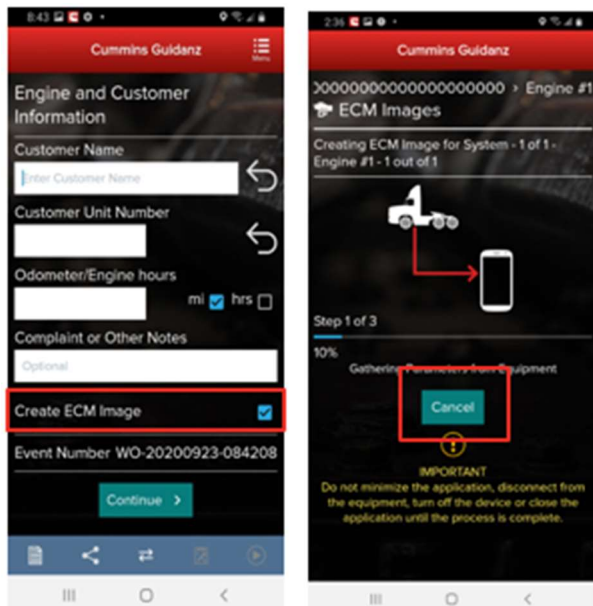 8:43
Cummins Guidanz
Menu
Engine and Customer
Information
Customer Name
Enter Customer Name
Customer Unit Number
Odometer/Engine hours
mi hrs
Complaint or Other Notes
Optional
Create ECM Image
Event Number WO-20200923-084208
Continue >
2:36
Cummins Guidanz
XXXXXXXXXXXXXXXXXXXX > Engine #1
ECM Images
Creating ECM Image for System - 1 of 1 -
Engine #1 - 1 out of 1
Step 1 of 3
10%
Gathering Parameters from Equipment
Cancel
IMPORTANT
Do not minimize the application, disconnect from
the equipment, turn off the device or close the
application until the process is complete.